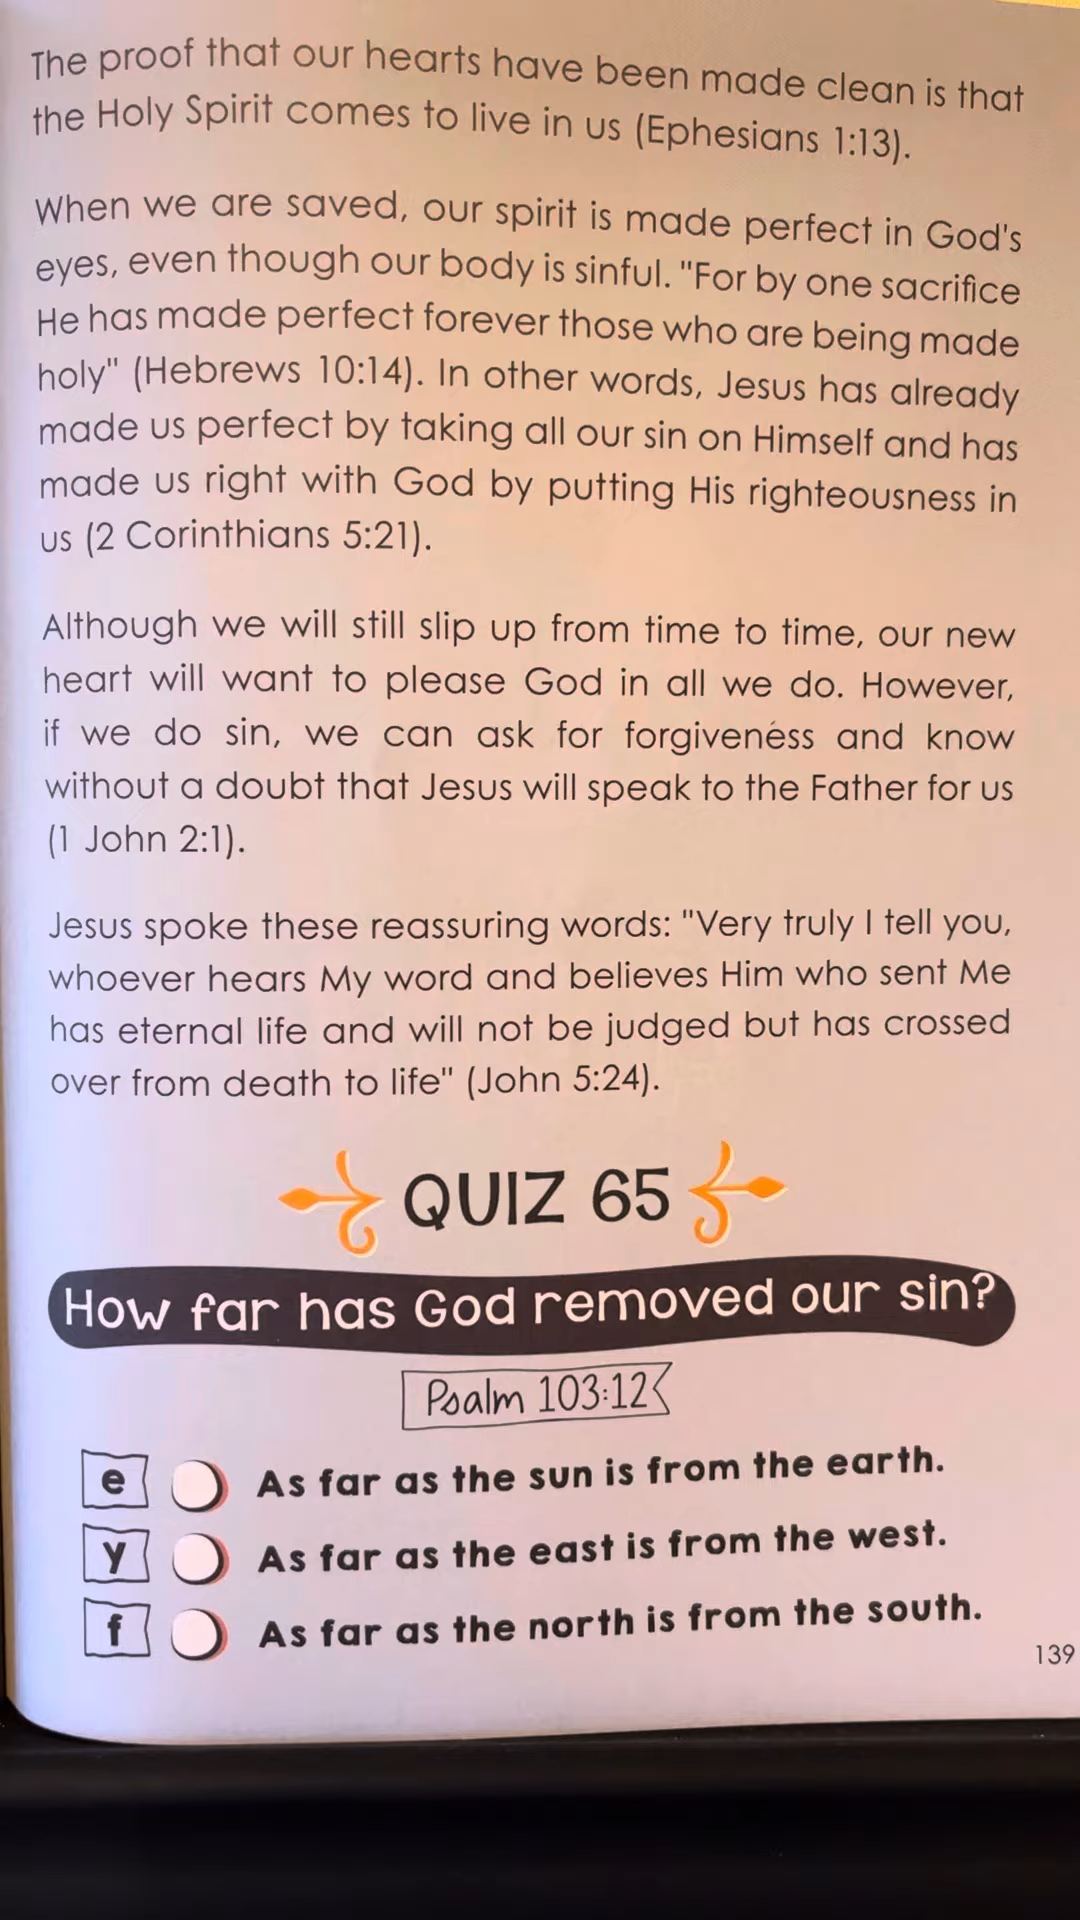 The proof that our hearts have been made clean is that
the Holy Spirit comes to live in us (Ephesians 1:13).
When we are saved, our spirit is made perfect in God's
eyes, even though our body is sinful. "For by one sacrifice
He has made perfect forever those who are being made
holy" (Hebrews 10:14). In other words, Jesus has already
made us perfect by taking all our sin on Himself and has
made us right with God by putting His righteousness in
us (2 Corinthians 5:21).
Although we will still slip up from time to time, our new
heart will want to please God in all we do. However,
if we do sin, we can ask for forgiveness and know
without a doubt that Jesus will speak to the Father for us
(1 John 2:1).
Jesus spoke these reassuring words: "Very truly I tell you,
whoever hears My word and believes Him who sent Me
has eternal life and will not be judged but has crossed
over from death to life" (John 5:24).
QUIZ 65
How far has God removed our sin?
Psalm 103:12
e As far as the sun is from the earth.
y As far as the east is from the west.
f As far as the north is from the south.
139